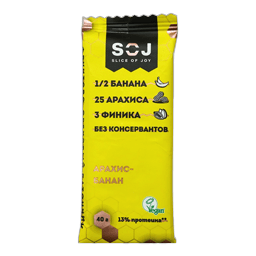 SOJ
SLICE OF JOY
1/2 БАНАНА
25 АРАХИСА
3 ФИНИКА
БЕЗ КОНСЕРВАНТОВ
АРАХИС-
БАНАН
vegan
40 г
13% протеина